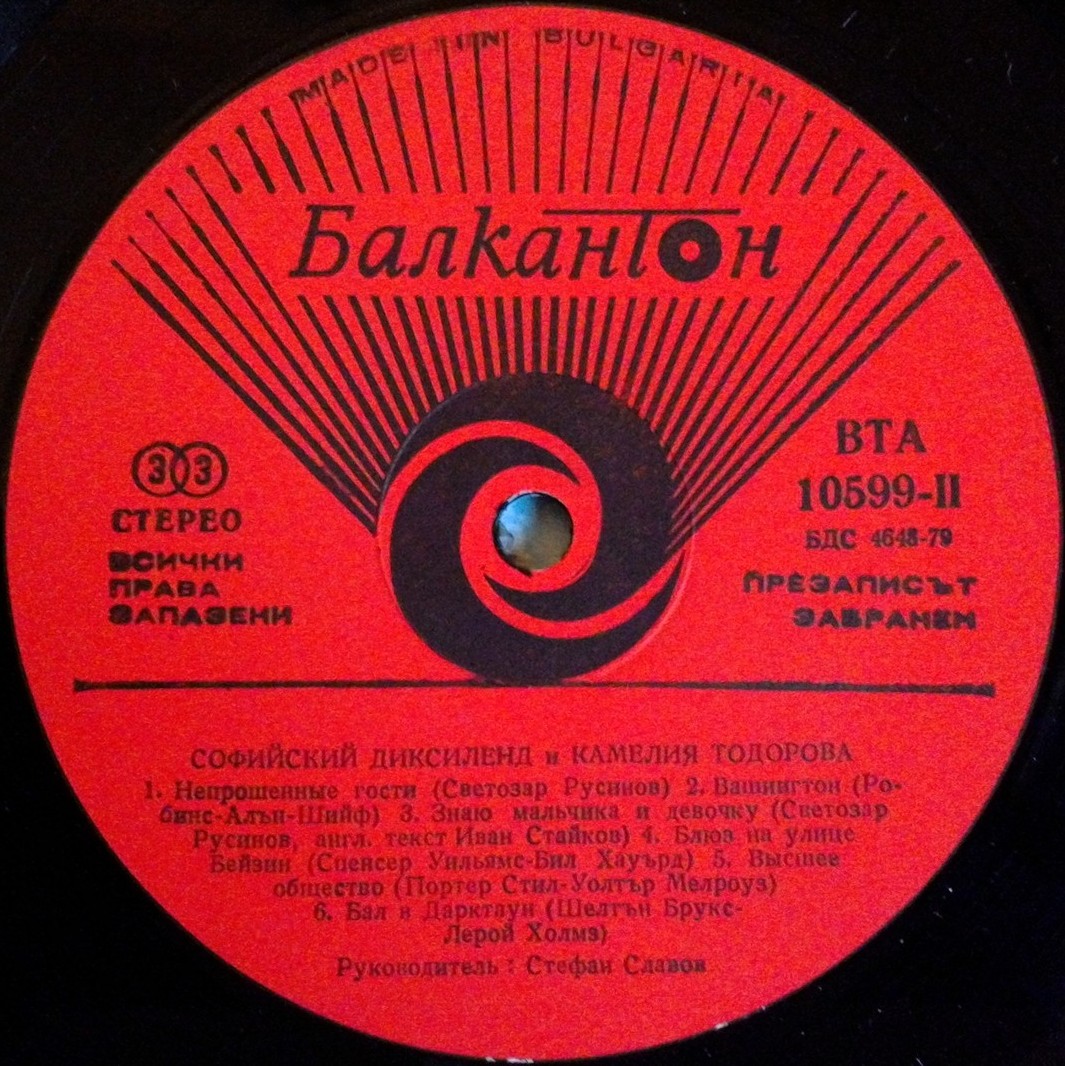 MADE IN BULGARIA
Балкантон
33
СТЕРЕО
ВСИЧКИ
ПРАВА
ЗАПАЗЕНИ
ВТА
10599-II
БДС 4648-79
ПРЕЗАПИСЪТ
ЗАБРАНЕН
СОФИЙСКИЙ ДИКСИЛЕНД и КАМЕЛИЯ ТОДОРОВА
1. Непрошенные гости (Светозар Русинов) 2. Вашингтон (Ро-
бинс-Алън-Шийф) 3. Знаю мальчика и девочку (Светозар
Русинов, англ. текст Иван Стайков) 4. Блюз на улице
Бейзин (Спенсер Уильямс-Бил Хауърд) 5. Высшее
общество (Портер Стил-Уолтър Мелроуз)
6. Бал в Дарктаун (Шелтън Брукс-
Лерой Холмз)
Руководитель: Стефан Славов